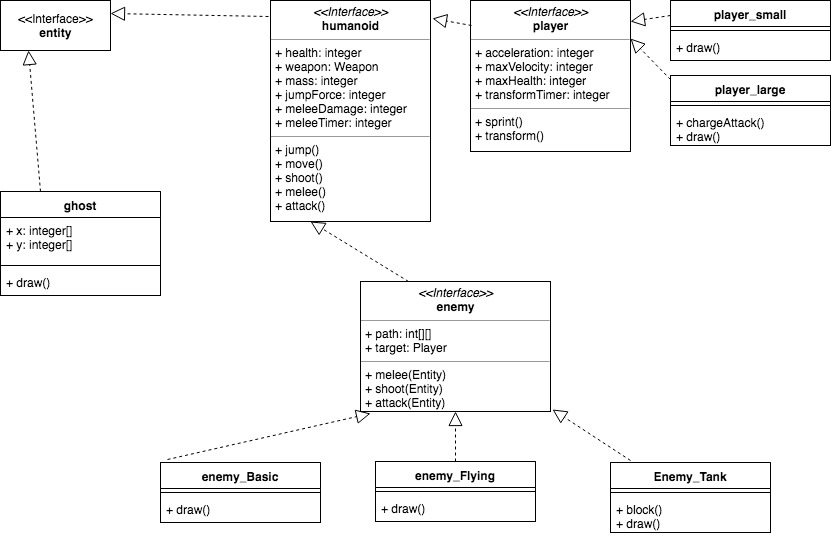 <<Interface>>
entity
<<Interface>>
humanoid
+ health: integer
+ weapon: Weapon
+ mass: integer
+ jumpForce: integer
+ meleeDamage: integer
+ meleeTimer: integer
+ jump()
+ move()
+ shoot()
+ melee()
+ attack()
<<Interface>>
player
+ acceleration: integer
+ maxVelocity: integer
+ maxHealth: integer
+ transformTimer: integer
+ sprint()
+ transform()
player_small
+ draw()
player_large
+ chargeAttack()
+ draw()
ghost
+ x: integer[]
+ y: integer[]
+ draw()
<<Interface>>
enemy
+ path: int[][]
+ target: Player
+ melee(Entity)
+ shoot(Entity)
+ attack(Entity)
enemy_Basic
+ draw()
enemy_Flying
+ draw()
Enemy_Tank
+ block()
+ draw()